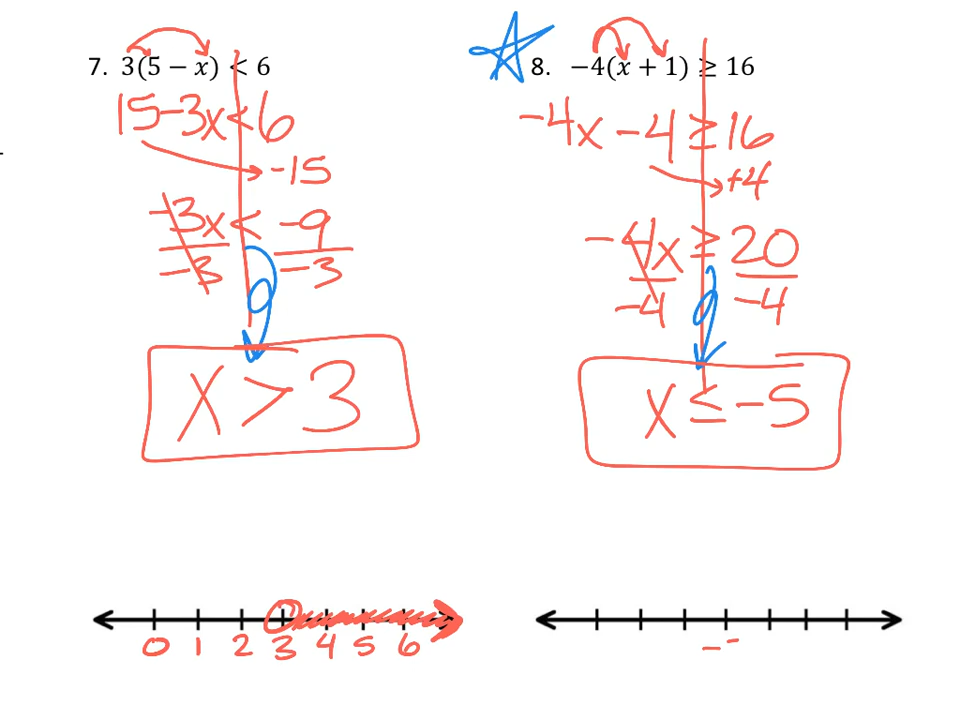 7. 3(5 − x) < 6
15-3x<6
-15
-3x < -9
-3 -3
x > 3
0 1 2 3 4 5 6
8. −4(x + 1) ≥ 16
-4x -4 ≥ 16
+4
-4x ≥ 20
-4 -4
x ≤ -5